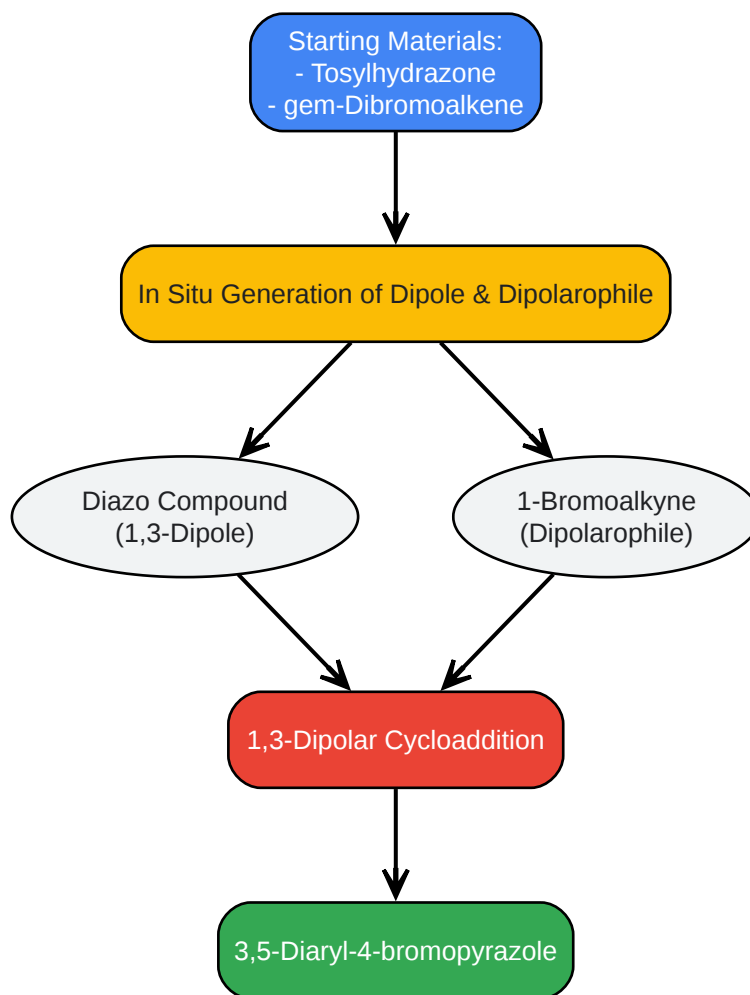 Starting Materials:
- Tosylhydrazone
- gem-Dibromoalkene
In Situ Generation of Dipole & Dipolarophile
Diazo Compound
(1,3-Dipole)
1-Bromoalkyne
(Dipolarophile)
1,3-Dipolar Cycloaddition
3,5-Diaryl-4-bromopyrazole